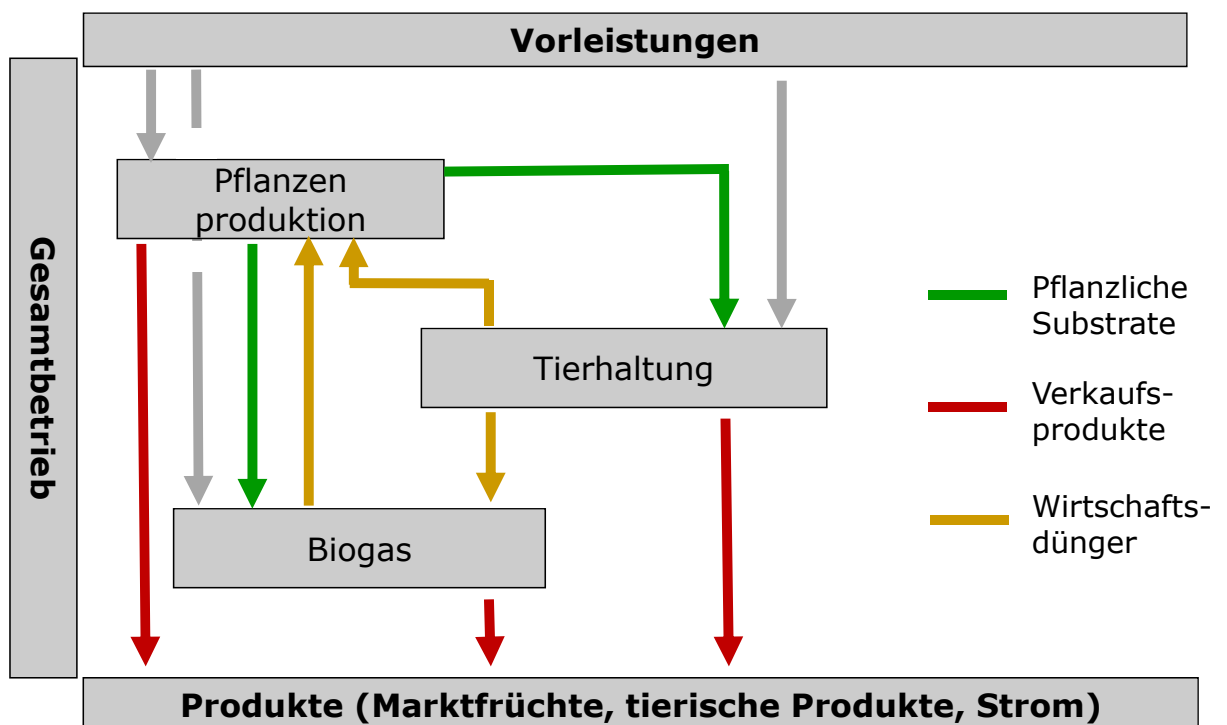 Vorleistungen
Gesamtbetrieb
Pflanzen
produktion
Tierhaltung
Biogas
Pflanzliche
Substrate
Verkaufs-
produkte
Wirtschafts-
dünger
Produkte (Marktfrüchte, tierische Produkte, Strom)